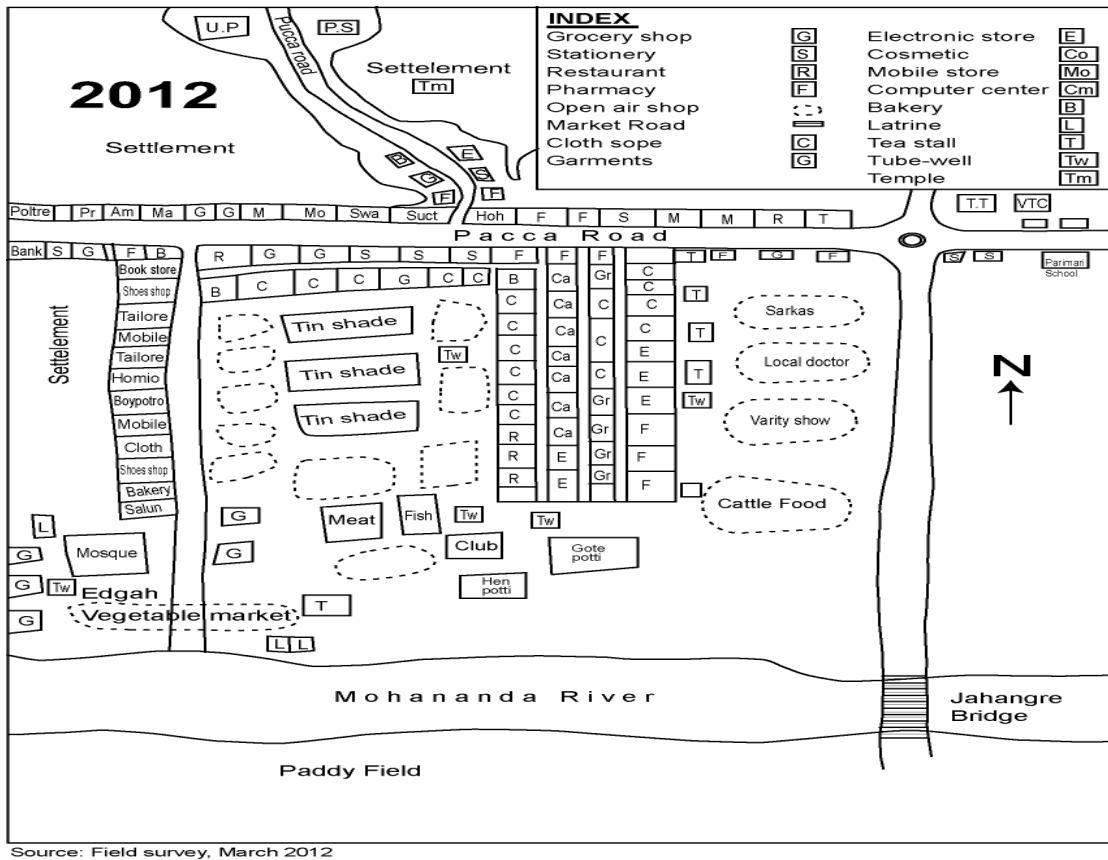 U.P
P.S
Pucca road
2012
Settlement
Settelement
Tm
INDEX
Grocery shop G
Stationery S
Restaurant R
Pharmacy F
Open air shop
Market Road
Cloth sope C
Garments G
Electronic store E
Cosmetic Co
Mobile store Mo
Computer center Cm
Bakery B
Latrine L
Tea stall T
Tube-well Tw
Temple Tm
B E
G S
F F
T.T VTC
Poltre Pr Am Ma G G M Mo Swa Suct Hoh F F S M M R T
Pacca Road
Bank S G F B R G G S S S F F F T F G F S S
Parimari
School
Book store
Shoes shop
Tailore
Mobile
Tailore
Homio
Boypotro
Mobile
Cloth
Shoes shop
Bakery
Salun
Settelement
B C C C G C C
Tin shade
Tin shade
Tin shade
Tw
B
C
C
C
C
C
R
R
R
Ca
Ca
Ca
Ca
Ca
Ca
Ca
E
E
Gr
C
C
C
Gr
Gr
Gr
Gr
C
C
C
C
E
E
E
F
F
F
T
T
T
Tw
Sarkas
Local doctor
Varity show
Cattle Food
N
L
Mosque
G
G
Tw
G
Edgah
Vegetable market
G
G
T
L L
Meat
Fish
Tw
Tw
Club
Gote
potti
Hen
potti
Mohananda River
Jahangre
Bridge
Paddy Field
Source: Field survey, March 2012